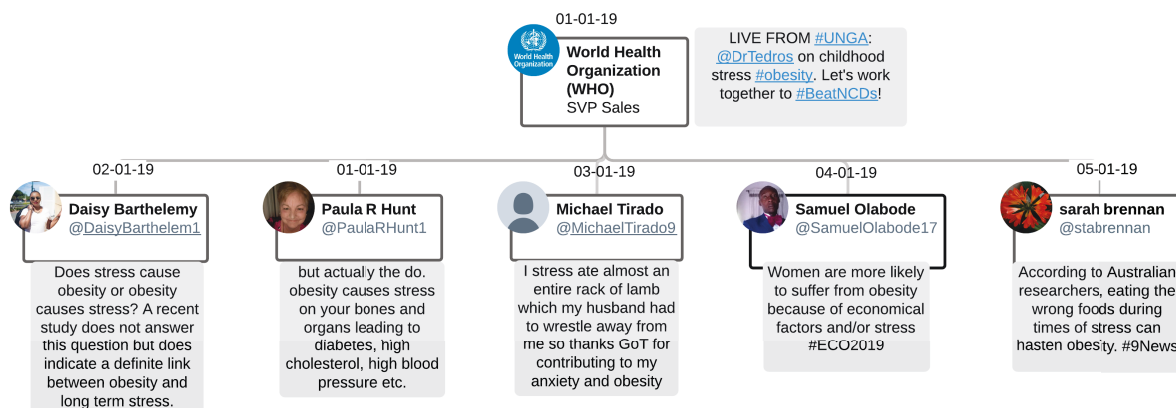 01-01-19
World Health
Organization
World Health
Organization
(WHO)
SVP Sales
LIVE FROM #UNGA:
@DrTedros on childhood
stress #obesity. Let's work
together to #BeatNCDs!
02-01-19
Daisy Barthelemy
@DaisyBarthelem1
Does stress cause
obesity or obesity
causes stress? A recent
study does not answer
this question but does
indicate a definite link
between obesity and
long term stress.
01-01-19
Paula R Hunt
@PaulaRHunt1
but actually the do.
obesity causes stress
on your bones and
organs leading to
diabetes, high
cholesterol, high blood
pressure etc.
03-01-19
Michael Tirado
@MichaelTirado9
I stress ate almost an
entire rack of lamb
which my husband had
to wrestle away from
me so thanks GoT for
contributing to my
anxiety and obesity
04-01-19
Samuel Olabode
@SamuelOlabode17
Women are more likely
to suffer from obesity
because of economical
factors and/or stress
#ECO2019
05-01-19
sarah brennan
@stabrennan
According to Australian
researchers, eating the
wrong foods during
times of stress can
hasten obesity. #9News